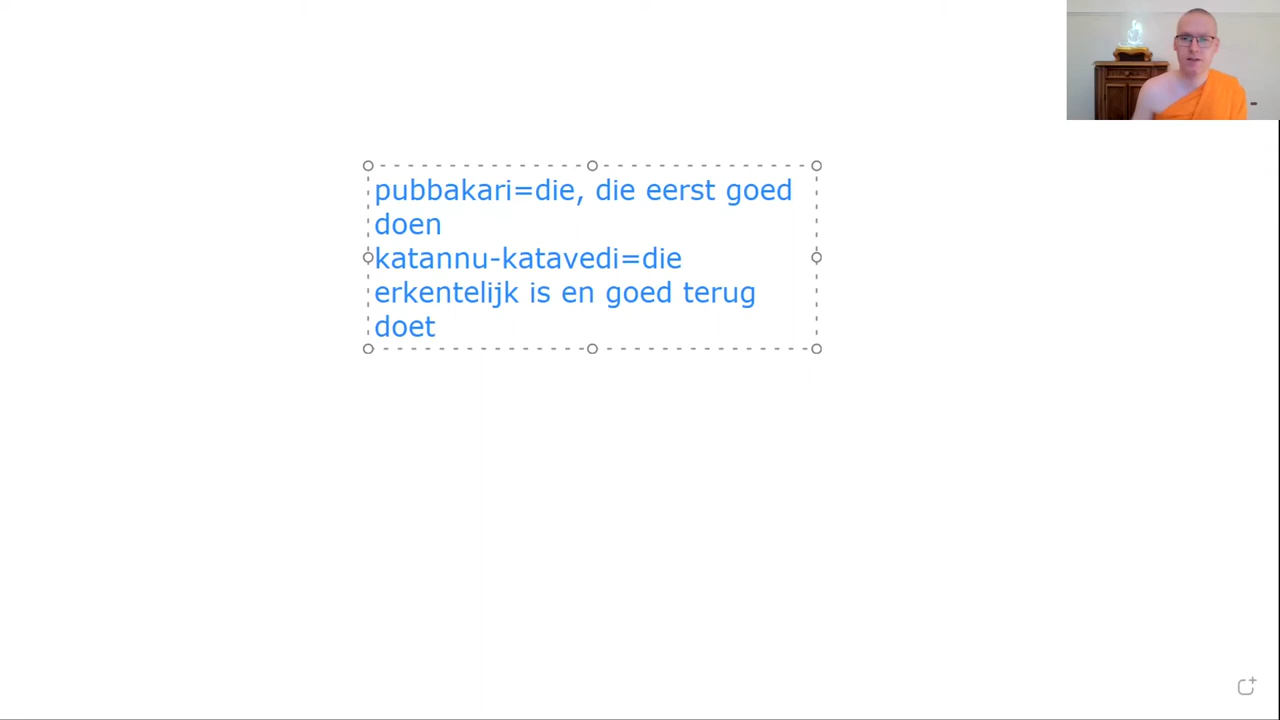 pubbakari=die, die eerst goed
doen
katannu-katavedi=die
erkentelijk is en goed terug
doet